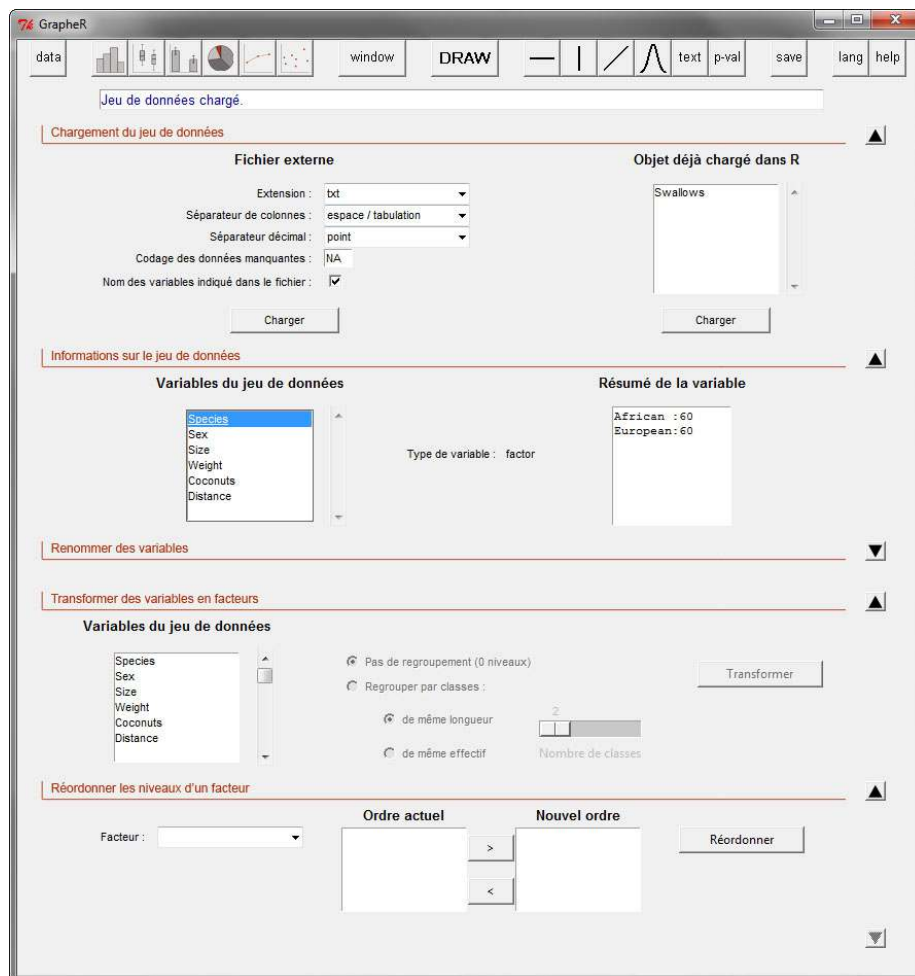 GrapheR
data window DRAW text p-val save lang help
Jeu de données chargé.
Chargement du jeu de données
Fichier externe
Extension : txt
Séparateur de colonnes : espace / tabulation
Séparateur décimal : point
Codage des données manquantes : NA
Nom des variables indiqué dans le fichier :
Charger
Objet déjà chargé dans R
Swallows
Charger
Informations sur le jeu de données
Variables du jeu de données
Species
Sex
Size
Weight
Coconuts
Distance
Type de variable : factor
Résumé de la variable
African :60
European:60
Renommer des variables
Transformer des variables en facteurs
Variables du jeu de données
Species
Sex
Size
Weight
Coconuts
Distance
Pas de regroupement (0 niveaux)
Regrouper par classes :
de même longueur
de même effectif
2
Nombre de classes
Transformer
Réordonner les niveaux d'un facteur
Facteur :
Ordre actuel
>
<
Nouvel ordre
Réordonner